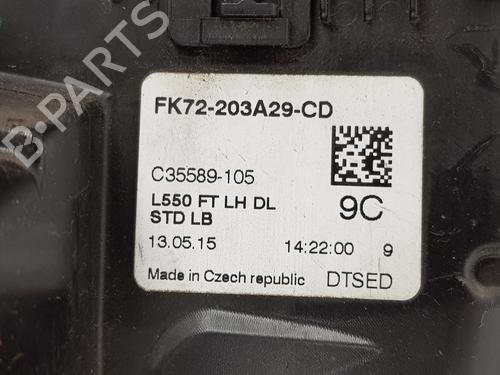 FK72-203A29-CD
C35589-105
L550 FT LH DL
STD LB
9C
13.05.15 14:22:00 9
Made in Czech republic DTSED